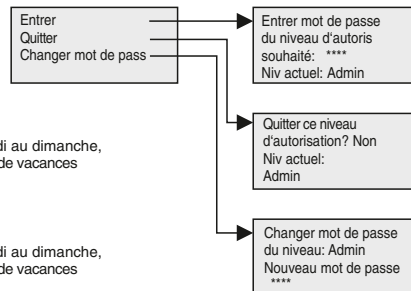 Entrer
Quitter
Changer mot de pass
Entrer mot de passe
du niveau d'autoris
souhaité: ****
Niv actuel: Admin
Quitter ce niveau
d'autorisation? Non
Niv actuel:
Admin
di au dimanche,
de vacances
Changer mot de passe
du niveau: Admin
Nouveau mot de passe
****
di au dimanche,
de vacances